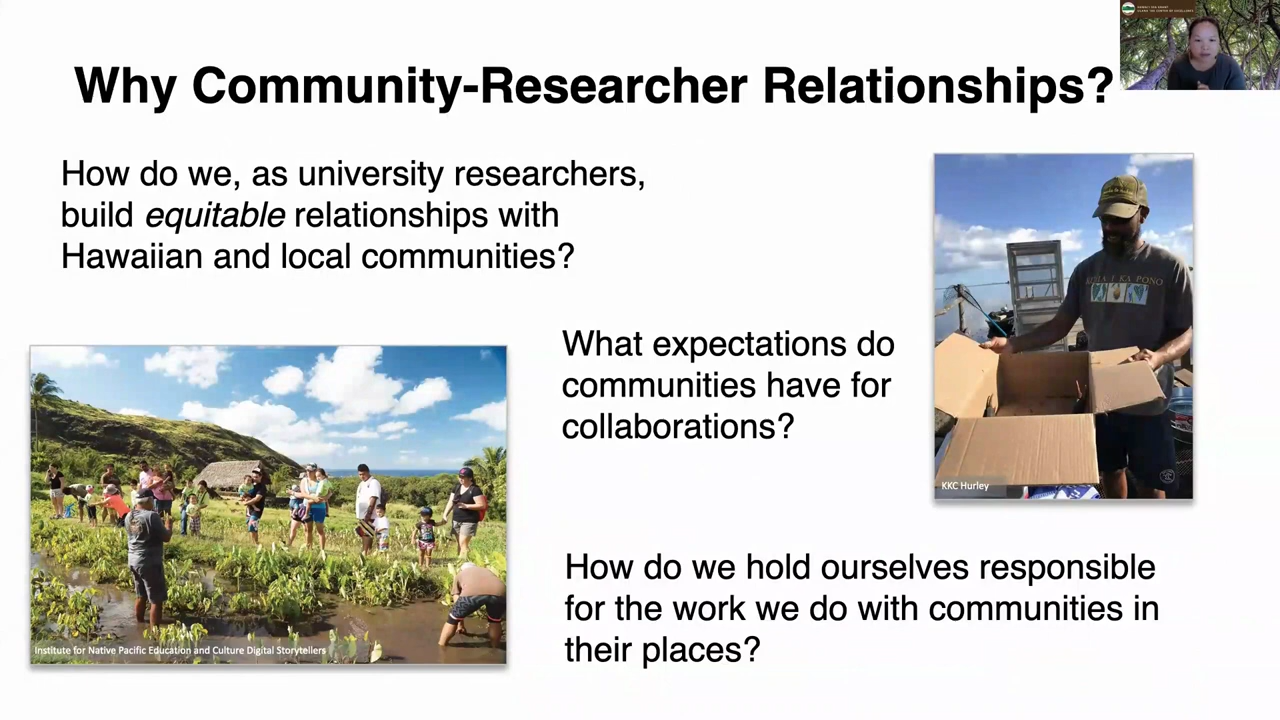 Why Community-Researcher Relationships?
How do we, as university researchers,
build equitable relationships with
Hawaiian and local communities?
What expectations do
communities have for
collaborations?
KKC Hurley
How do we hold ourselves responsible
for the work we do with communities in
their places?
Institute for Native Pacific Education and Culture Digital Storytellers